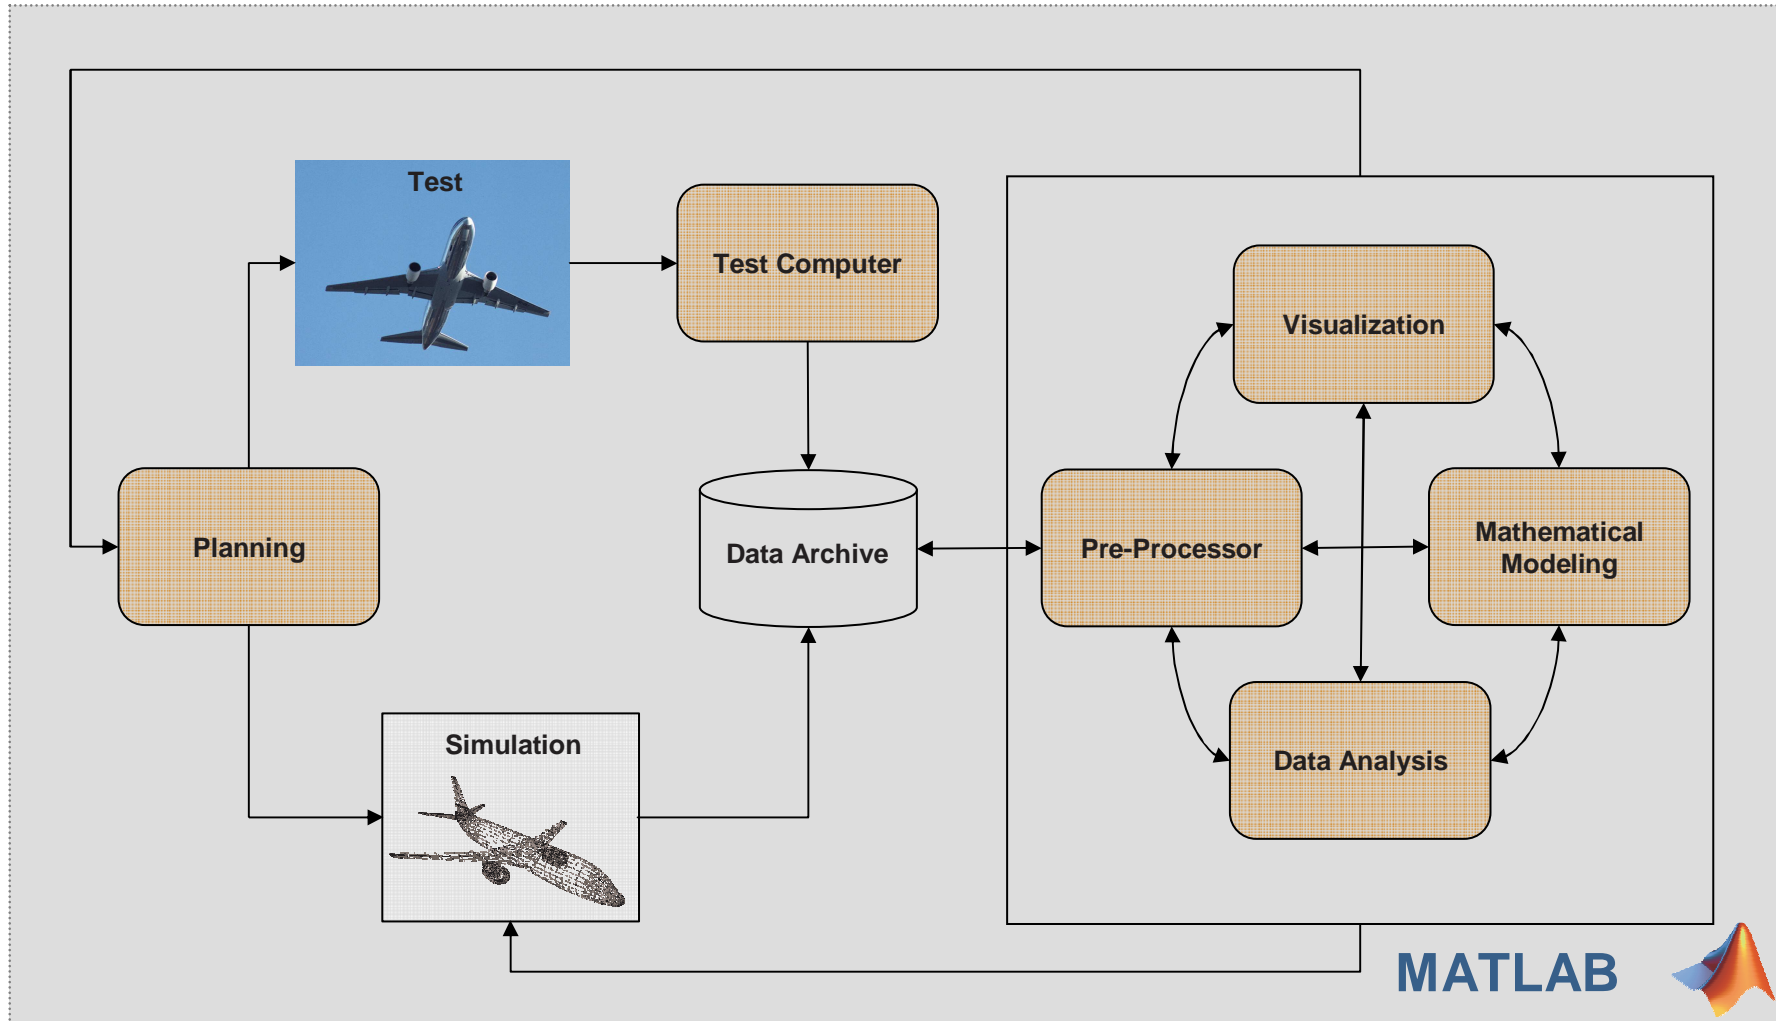 Test
Test Computer
Visualization
Planning
Data Archive
Pre-Processor
Mathematical
Modeling
Simulation
Data Analysis
MATLAB